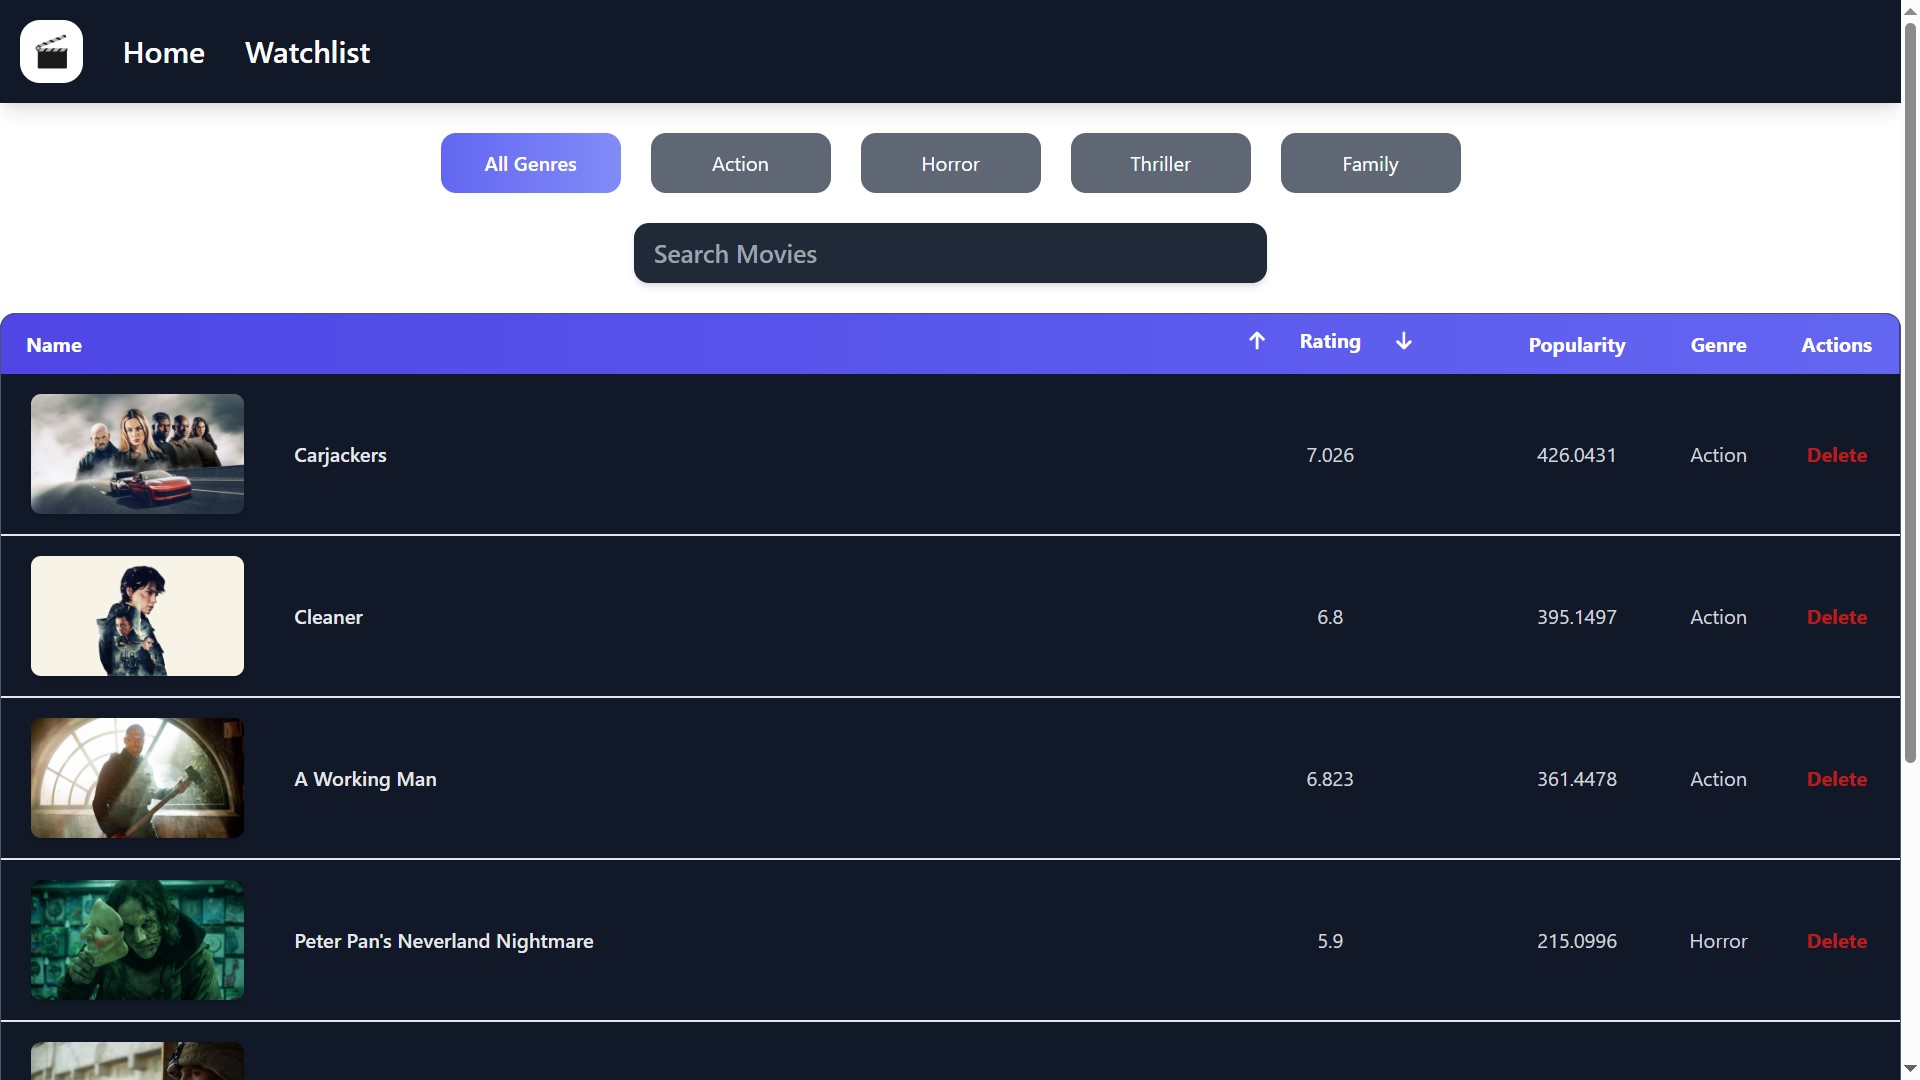 Home Watchlist
All Genres Action Horror Thriller Family
Search Movies
Name ↑ Rating ↓ Popularity Genre Actions
Carjackers 7.026 426.0431 Action Delete
Cleaner 6.8 395.1497 Action Delete
A Working Man 6.823 361.4478 Action Delete
Peter Pan's Neverland Nightmare 5.9 215.0996 Horror Delete